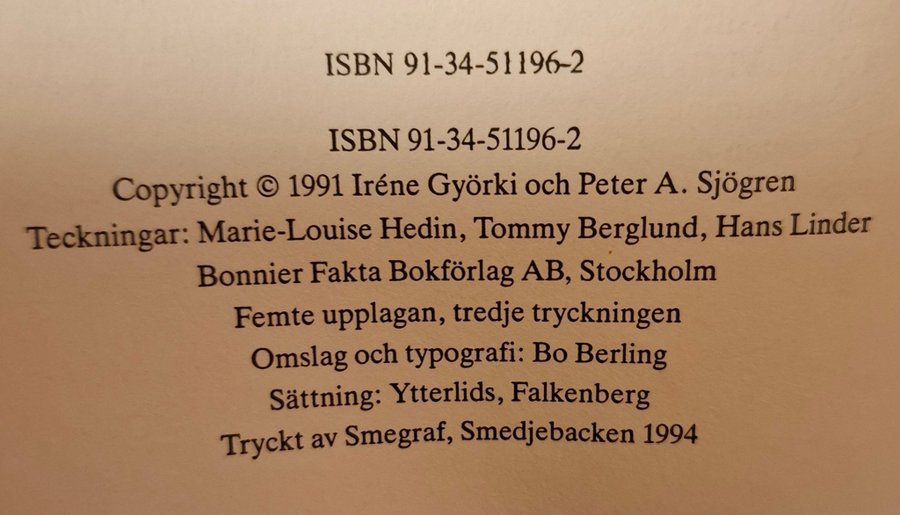 ISBN 91-34-51196-2
ISBN 91-34-51196-2
Copyright © 1991 Iréne Györki och Peter A. Sjögren
Teckningar: Marie-Louise Hedin, Tommy Berglund, Hans Linder
Bonnier Fakta Bokförlag AB, Stockholm
Femte upplagan, tredje tryckningen
Omslag och typografi: Bo Berling
Sättning: Ytterlids, Falkenberg
Tryckt av Smegraf, Smedjebacken 1994